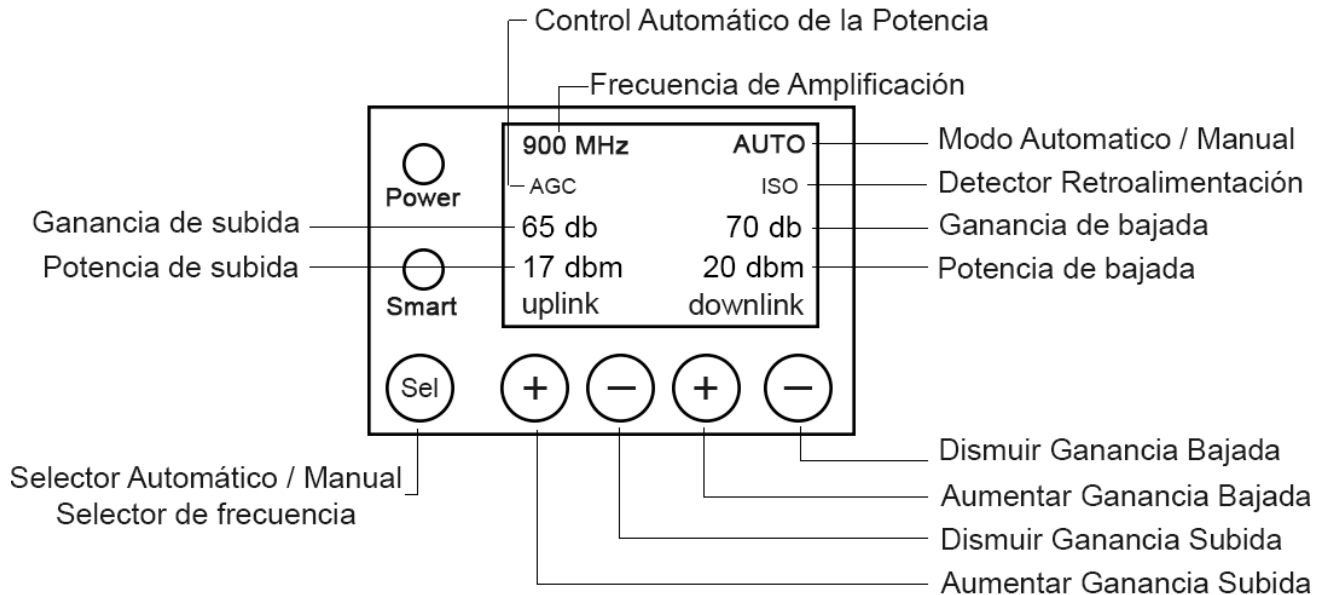 Control Automático de la Potencia
Frecuencia de Amplificación
900 MHz
AUTO
Modo Automatico / Manual
Power
AGC
ISO
Detector Retroalimentación
Ganancia de subida
65 db
70 db
Ganancia de bajada
Potencia de subida
17 dbm
20 dbm
Potencia de bajada
Smart
uplink
downlink
Sel
+
−
+
−
Selector Automático / Manual
Selector de frecuencia
Dismuir Ganancia Bajada
Aumentar Ganancia Bajada
Dismuir Ganancia Subida
Aumentar Ganancia Subida